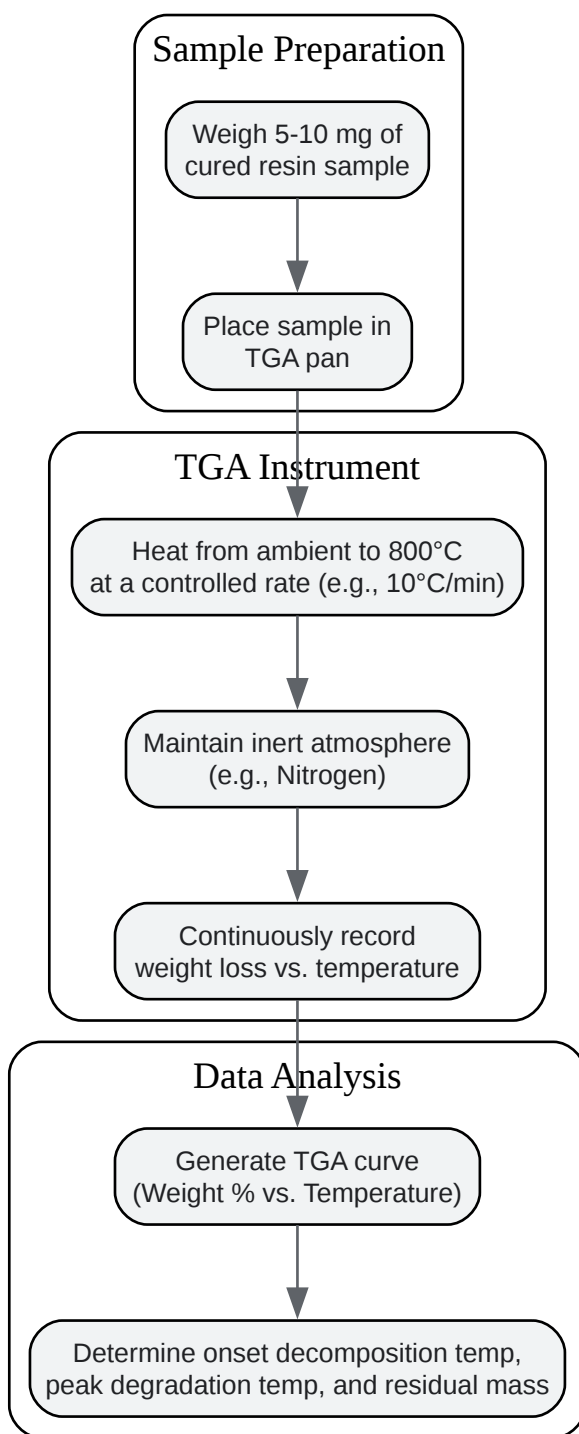 Sample Preparation
Weigh 5-10 mg of
cured resin sample
Place sample in
TGA pan
TGA Instrument
Heat from ambient to 800°C
at a controlled rate (e.g., 10°C/min)
Maintain inert atmosphere
(e.g., Nitrogen)
Continuously record
weight loss vs. temperature
Data Analysis
Generate TGA curve
(Weight % vs. Temperature)
Determine onset decomposition temp,
peak degradation temp, and residual mass